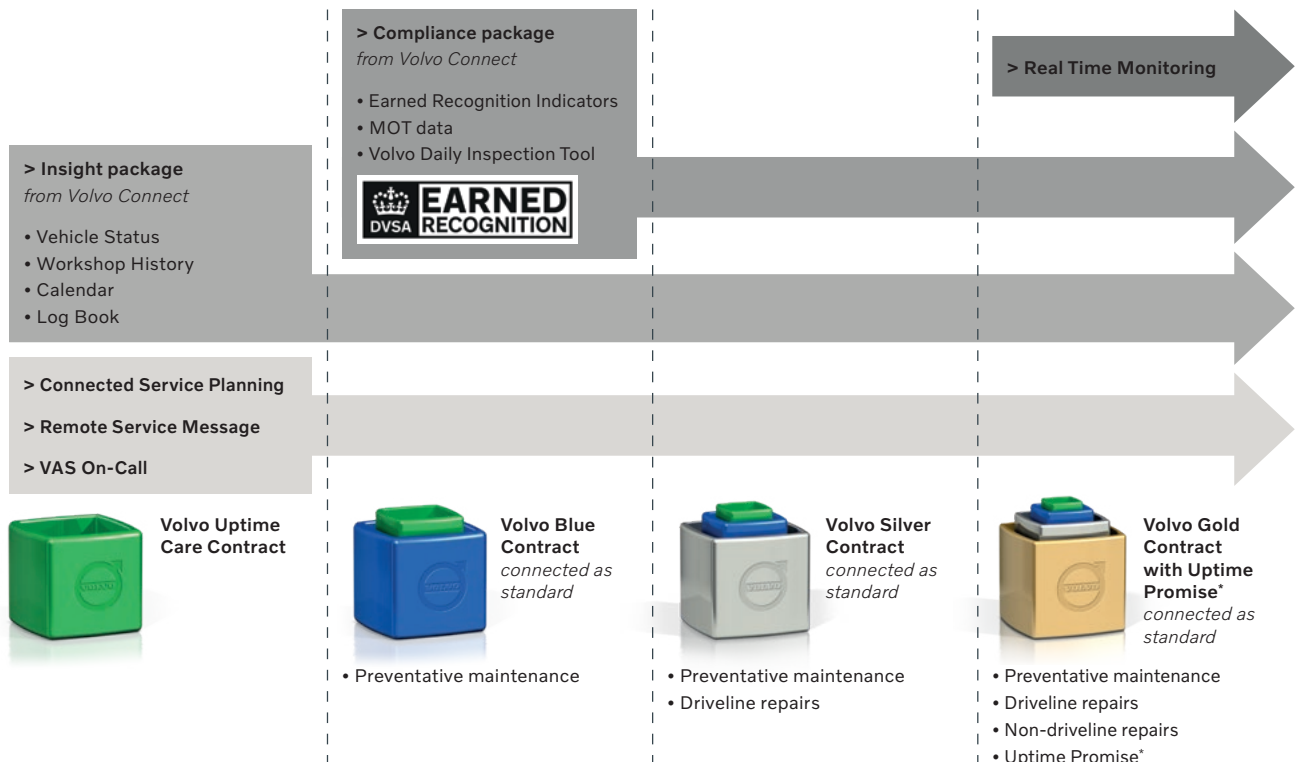 > Compliance package
from Volvo Connect
• Earned Recognition Indicators
• MOT data
• Volvo Daily Inspection Tool
DVSA
EARNED
RECOGNITION
> Real Time Monitoring
> Insight package
from Volvo Connect
• Vehicle Status
• Workshop History
• Calendar
• Log Book
> Connected Service Planning
> Remote Service Message
> VAS On-Call
VOLVO
Volvo Uptime
Care Contract
VOLVO
Volvo Blue
Contract
connected as
standard
• Preventative maintenance
VOLVO
Volvo Silver
Contract
connected as
standard
• Preventative maintenance
• Driveline repairs
VOLVO
Volvo Gold
Contract
with Uptime
Promise*
connected as
standard
• Preventative maintenance
• Driveline repairs
• Non-driveline repairs
• Uptime Promise*